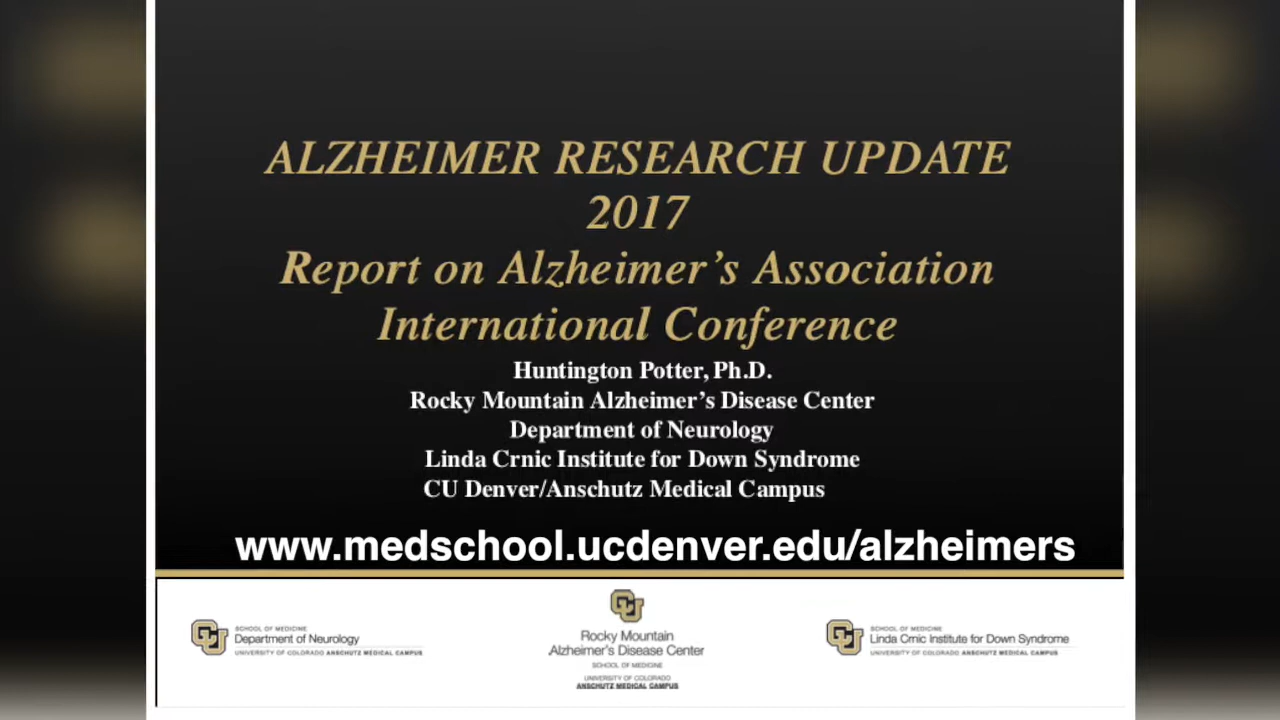 ALZHEIMER RESEARCH UPDATE
2017
Report on Alzheimer's Association
International Conference
Huntington Potter, Ph.D.
Rocky Mountain Alzheimer's Disease Center
Department of Neurology
Linda Crnic Institute for Down Syndrome
CU Denver/Anschutz Medical Campus
www.medschool.ucdenver.edu/alzheimers
SCHOOL OF MEDICINE
Department of Neurology
UNIVERSITY OF COLORADO ANSCHUTZ MEDICAL CAMPUS
Rocky Mountain
Alzheimer's Disease Center
SCHOOL OF MEDICINE
UNIVERSITY OF COLORADO
ANSCHUTZ MEDICAL CAMPUS
SCHOOL OF MEDICINE
Linda Crnic Institute for Down Syndrome
UNIVERSITY OF COLORADO ANSCHUTZ MEDICAL CAMPUS